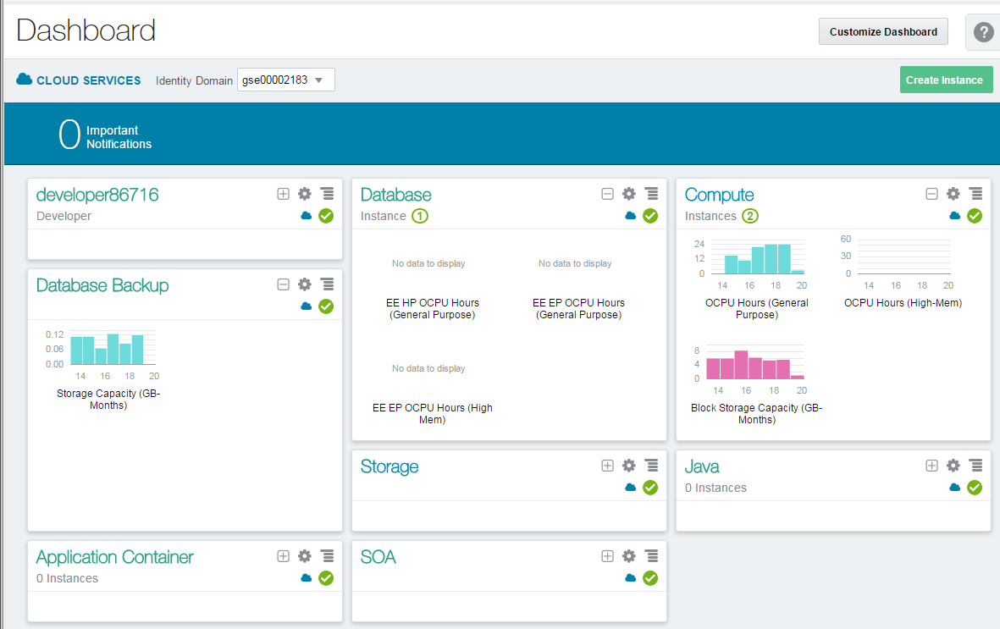 Dashboard
Customize Dashboard
?
CLOUD SERVICES
Identity Domain gse00002183
Create Instance
0 Important
Notifications
developer86716
Developer
Database
Instance 1
No data to display
No data to display
EE HP OCPU Hours
(General Purpose)
EE EP OCPU Hours
(General Purpose)
No data to display
EE EP OCPU Hours (High
Mem)
Compute
Instances 2
24
12
0
14 16 18 20
OCPU Hours (General
Purpose)
60
30
0
14 16 18 20
OCPU Hours (High-Mem)
8
4
0
14 16 18 20
Block Storage Capacity (GB-
Months)
Database Backup
0.12
0.06
0.00
14 16 18 20
Storage Capacity (GB-
Months)
Storage
Java
0 Instances
Application Container
0 Instances
SOA